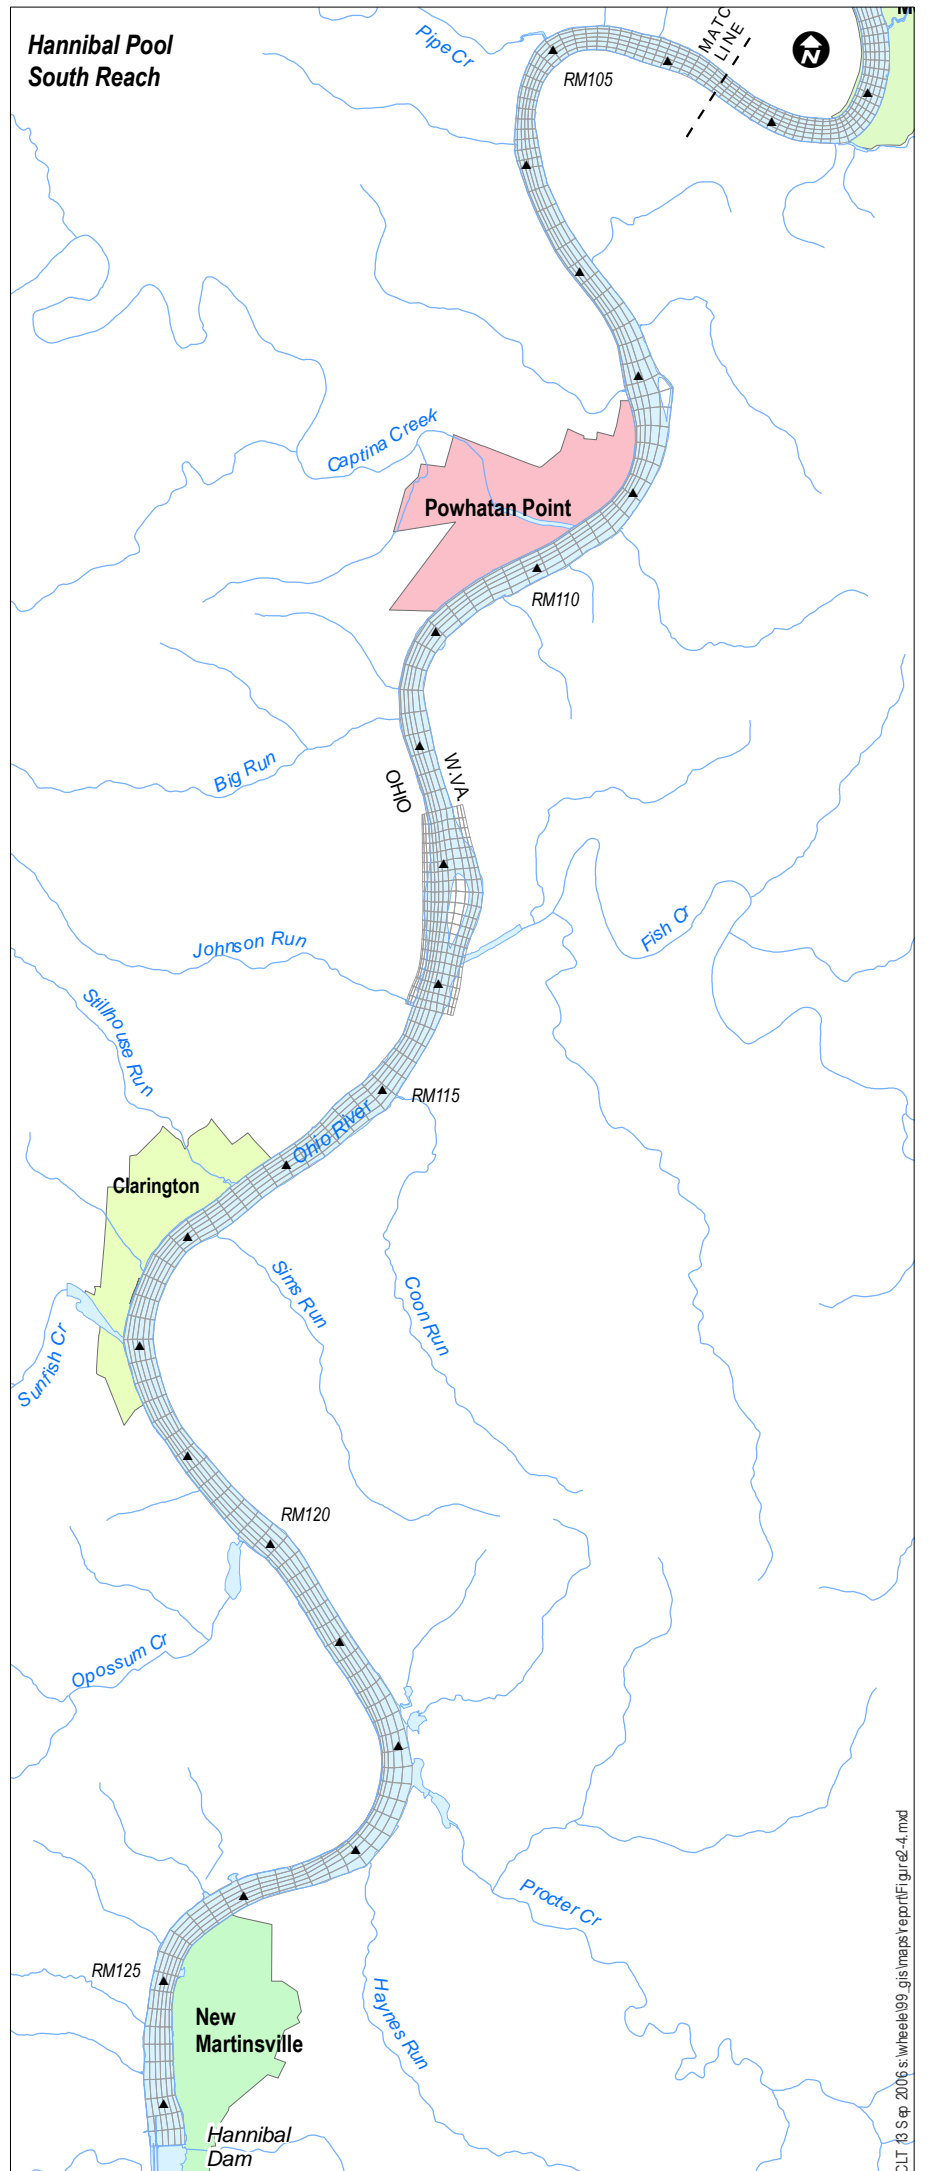 Hannibal Pool
South Reach
Pipe Cr
RM105
MATC
LINE
N
Captina Creek
Powhatan Point
RM110
Big Run
OHIO
W.VA.
Johnson Run
Fish Cr
Stillhouse Run
RM115
Ohio River
Clarington
Sims Run
Coon Run
Sunfish Cr
RM120
Opossum Cr
Procter Cr
RM125
New
Martinsville
Haynes Run
Hannibal
Dam
CLT 13 Sep 2006 s:\wheele\99_gis\maps\report\Figure2-4.mxd